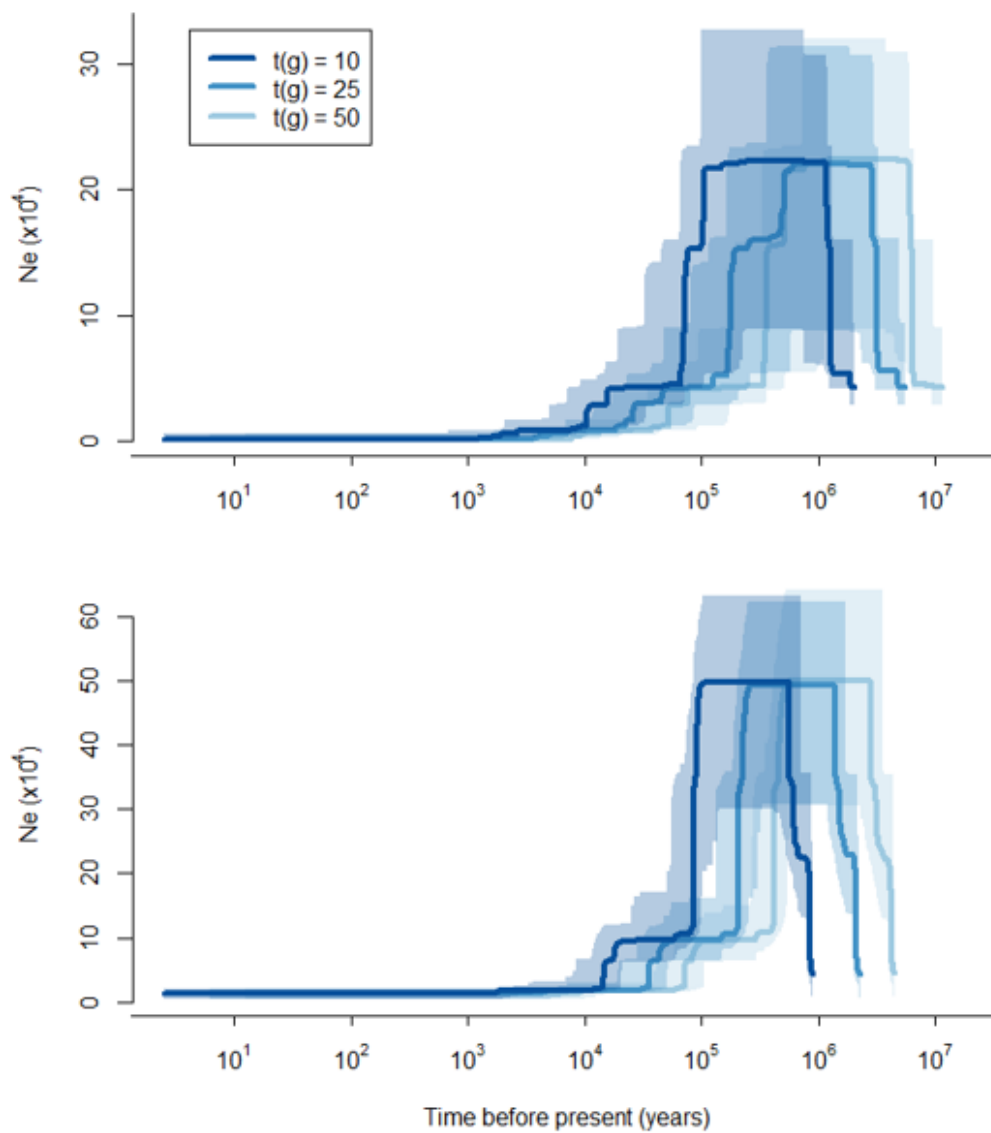 t(g) = 10
t(g) = 25
t(g) = 50
Ne (x10⁴)
30
20
10
0
10¹ 10² 10³ 10⁴ 10⁵ 10⁶ 10⁷
Ne (x10⁴)
60
50
40
30
20
10
0
10¹ 10² 10³ 10⁴ 10⁵ 10⁶ 10⁷
Time before present (years)